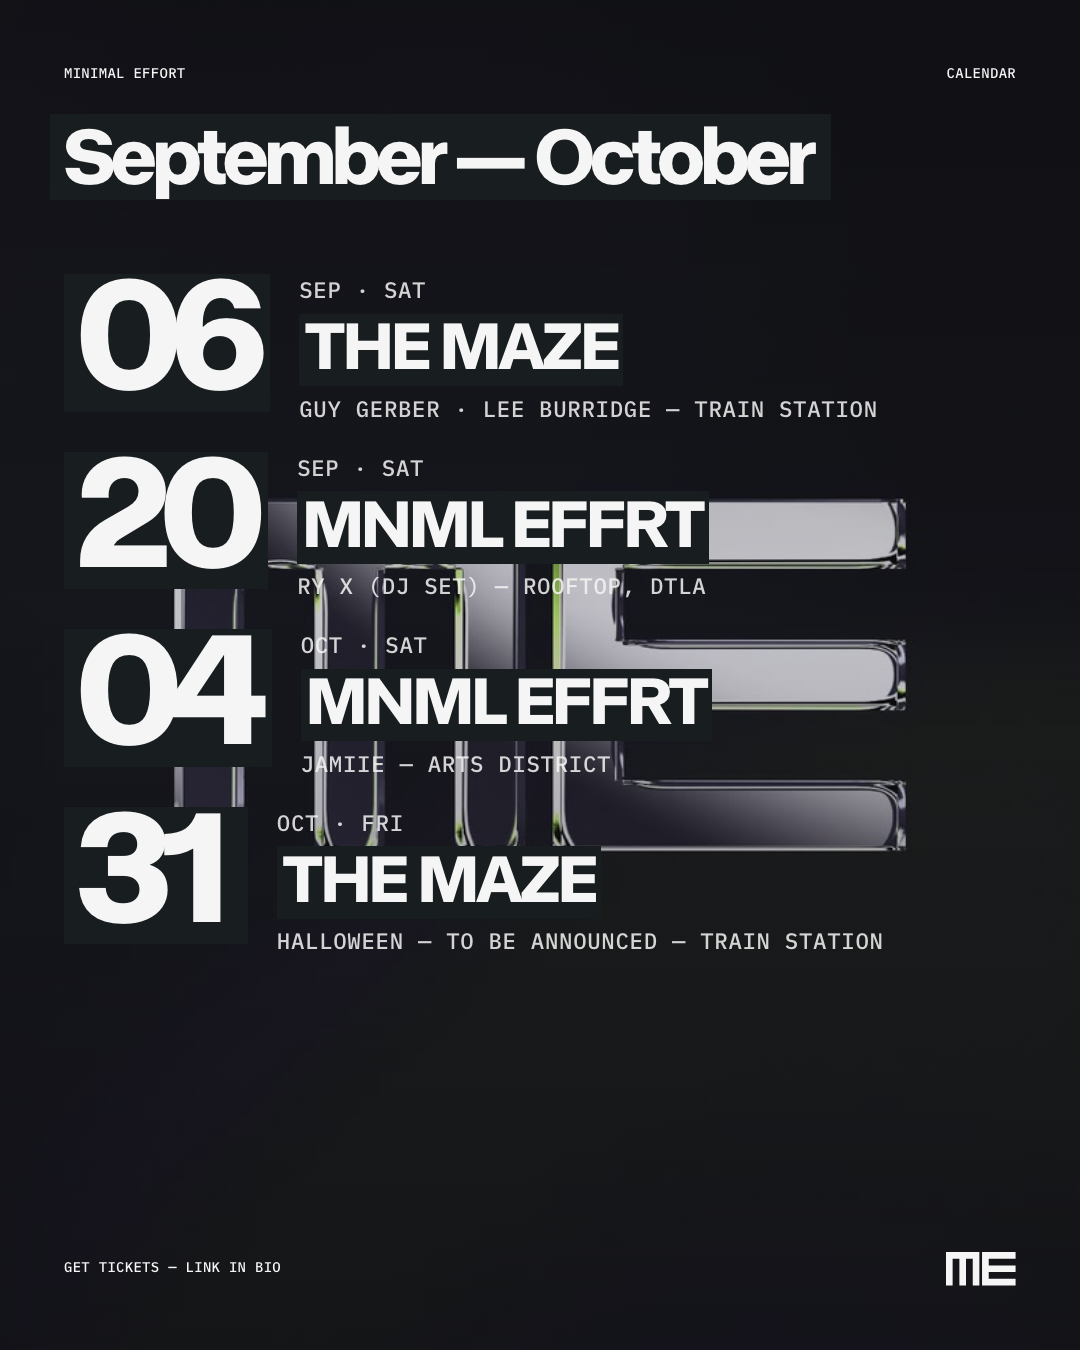 MINIMAL EFFORT
CALENDAR
September — October
06
SEP · SAT
THE MAZE
GUY GERBER · LEE BURRIDGE — TRAIN STATION
20
SEP · SAT
MNML EFFRT
RY X (DJ SET) — ROOFTOP, DTLA
04
OCT · SAT
MNML EFFRT
JAMIIE — ARTS DISTRICT
31
OCT · FRI
THE MAZE
HALLOWEEN — TO BE ANNOUNCED — TRAIN STATION
GET TICKETS — LINK IN BIO
ME